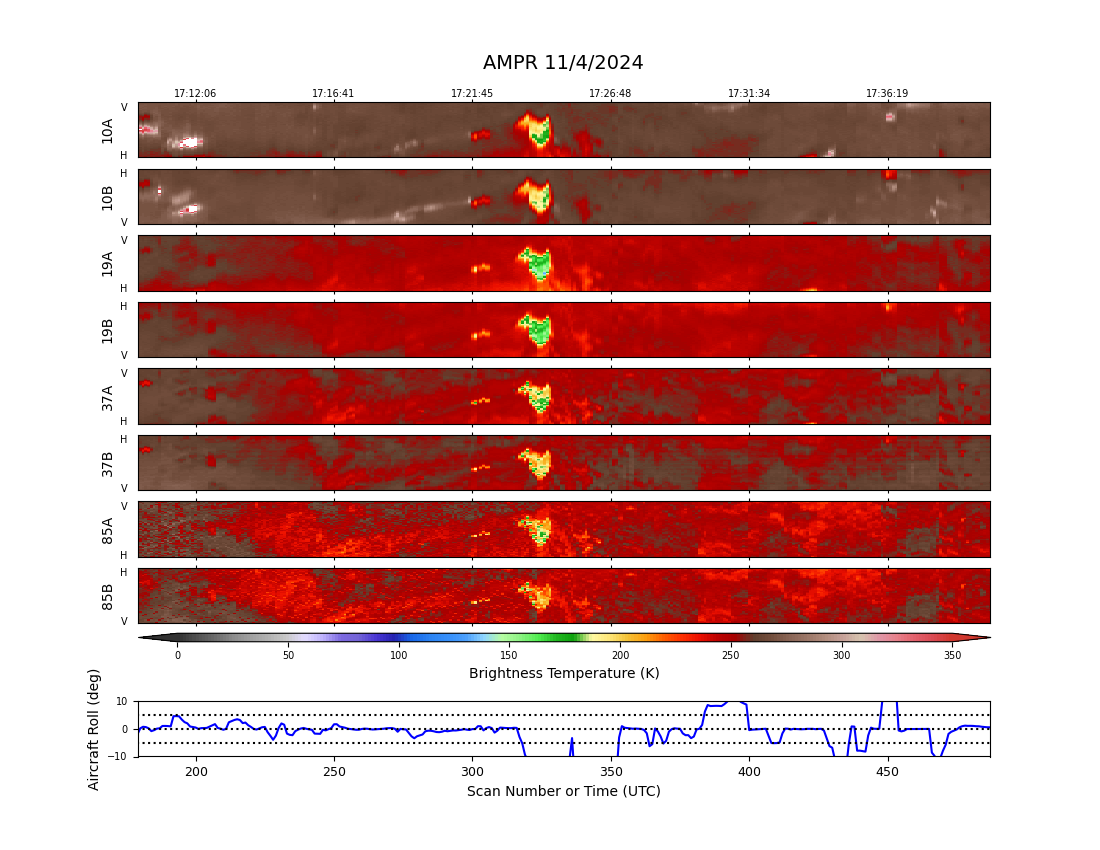 AMPR 11/4/2024
17:12:06 17:16:41 17:21:45 17:26:48 17:31:34 17:36:19
V
10A
H
H
10B
V
V
19A
H
H
19B
V
V
37A
H
H
37B
V
V
85A
H
H
85B
V
0 50 100 150 200 250 300 350
Brightness Temperature (K)
Aircraft Roll (deg)
10
0
−10
200 250 300 350 400 450
Scan Number or Time (UTC)